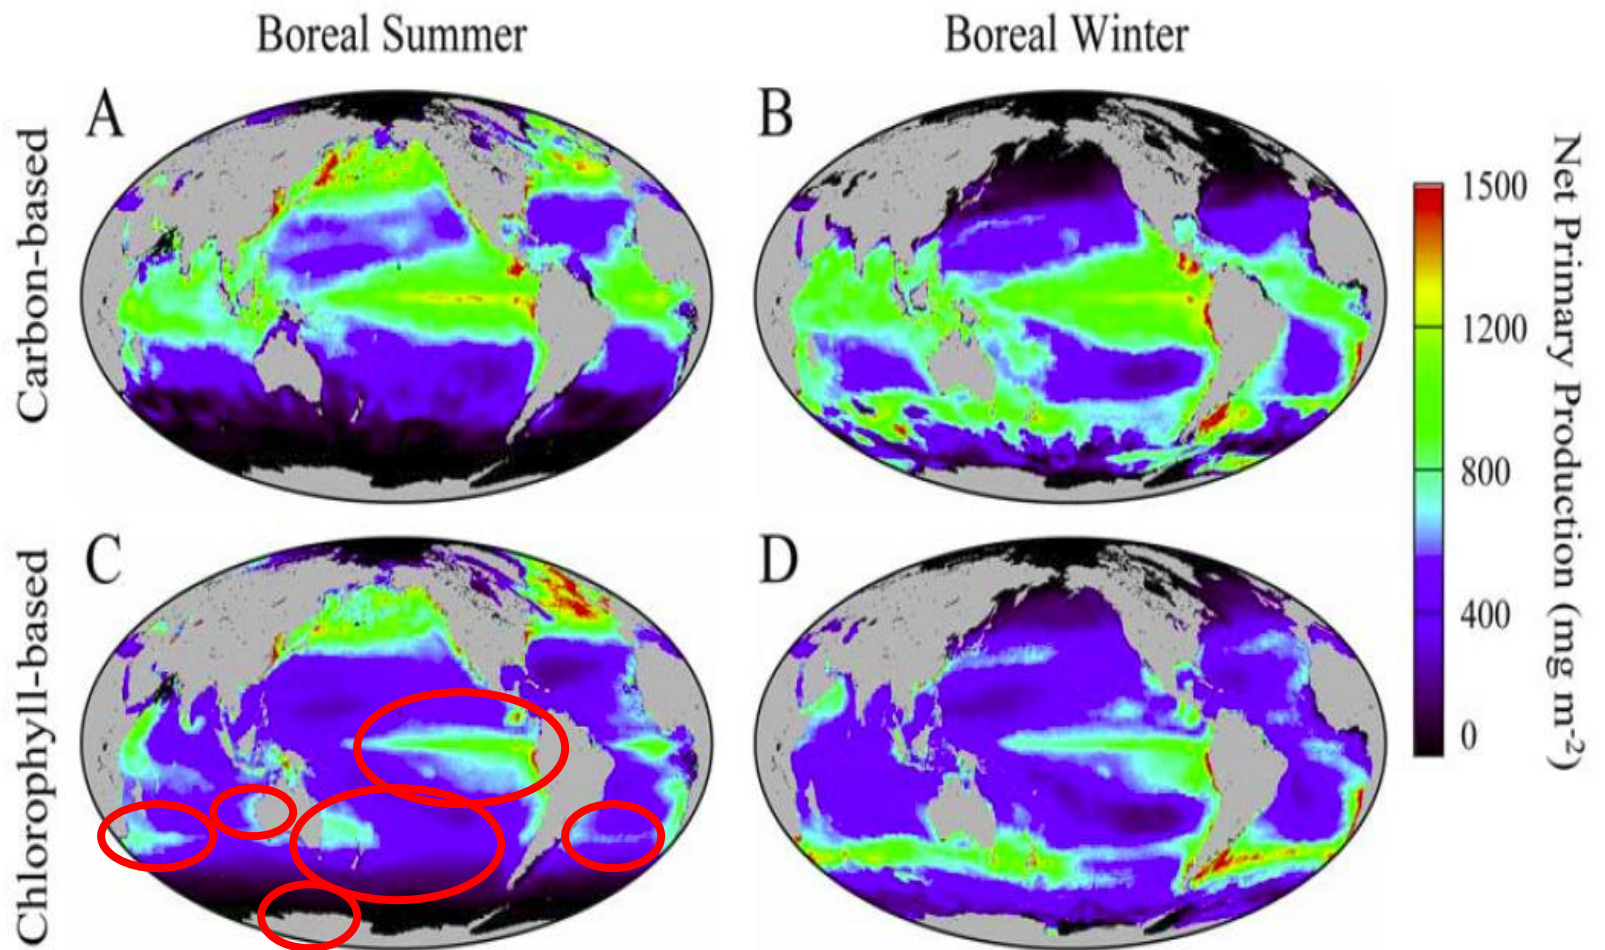 Boreal Summer
Boreal Winter
Carbon-based
A
B
1500
1200
800
400
0
Net Primary Production (mg m-2)
Chlorophyll-based
C
D